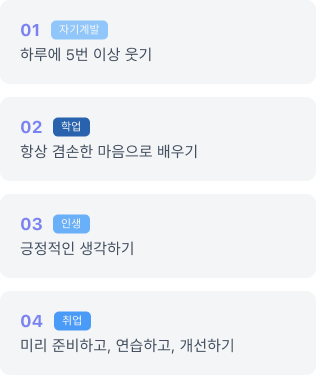 01 자기계발
하루에 5번 이상 웃기
02 학업
항상 겸손한 마음으로 배우기
03 인생
긍정적인 생각하기
04 취업
미리 준비하고, 연습하고, 개선하기